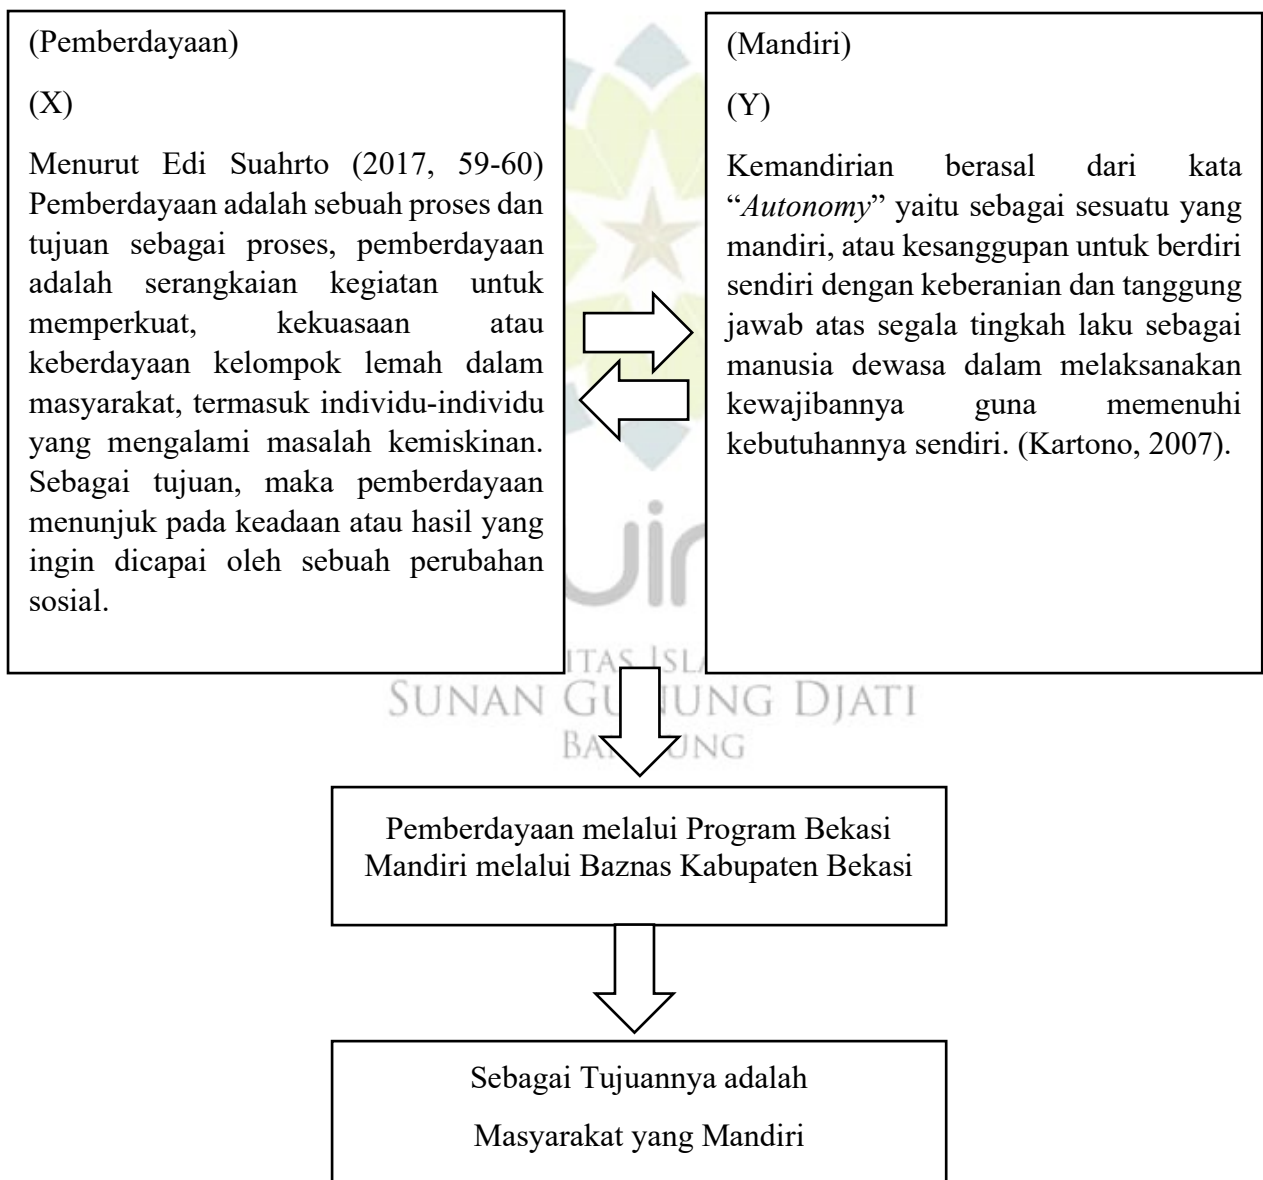 (Pemberdayaan)
(X)
Menurut Edi Suahrto (2017, 59-60)
Pemberdayaan adalah sebuah proses dan
tujuan sebagai proses, pemberdayaan
adalah serangkaian kegiatan untuk
memperkuat, kekuasaan atau
keberdayaan kelompok lemah dalam
masyarakat, termasuk individu-individu
yang mengalami masalah kemiskinan.
Sebagai tujuan, maka pemberdayaan
menunjuk pada keadaan atau hasil yang
ingin dicapai oleh sebuah perubahan
sosial.
(Mandiri)
(Y)
Kemandirian berasal dari kata
“Autonomy” yaitu sebagai sesuatu yang
mandiri, atau kesanggupan untuk berdiri
sendiri dengan keberanian dan tanggung
jawab atas segala tingkah laku sebagai
manusia dewasa dalam melaksanakan
kewajibannya guna memenuhi
kebutuhannya sendiri. (Kartono, 2007).
SUNAN DJATI
Pemberdayaan melalui Program Bekasi
Mandiri melalui Baznas Kabupaten Bekasi
Sebagai Tujuannya adalah
Masyarakat yang Mandiri